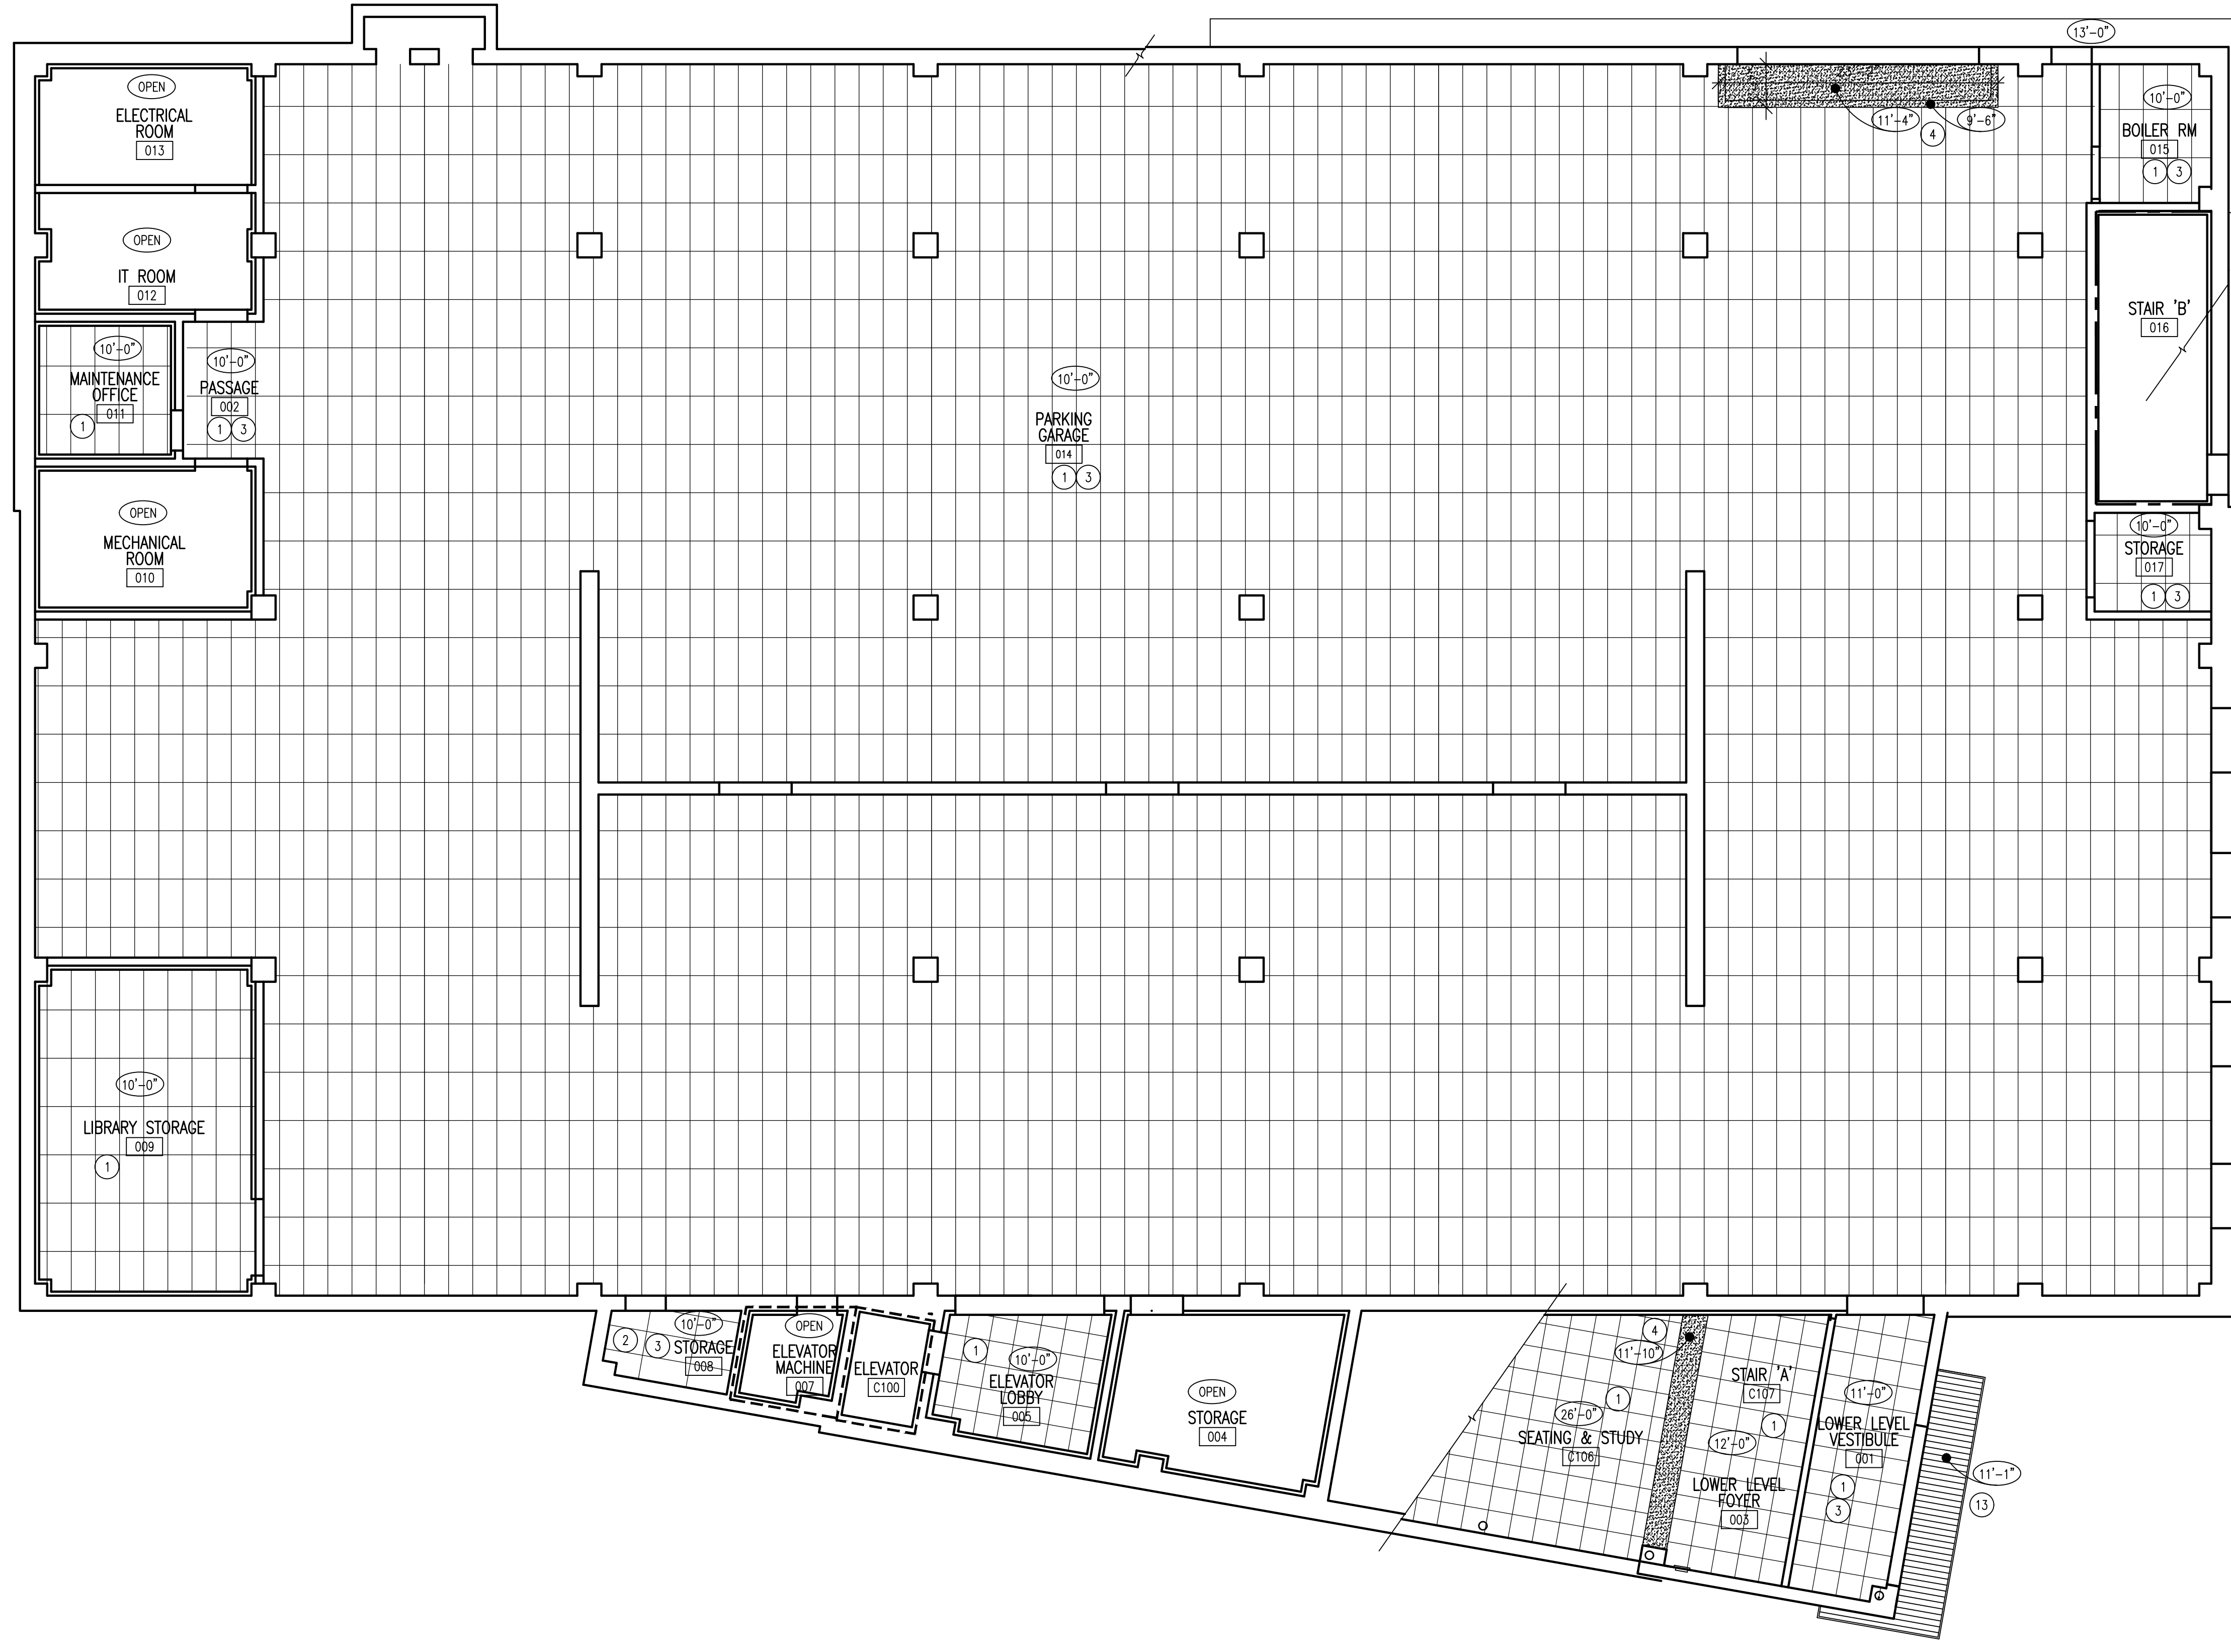 13'-0"
OPEN
ELECTRICAL
ROOM
013
11'-4"
4
9'-6"
10'-0"
BOILER RM
015
1 3
OPEN
IT ROOM
012
STAIR 'B'
016
10'-0"
MAINTENANCE
OFFICE
011
1
10'-0"
PASSAGE
002
1 3
10'-0"
PARKING
GARAGE
014
1 3
OPEN
MECHANICAL
ROOM
010
10'-0"
STORAGE
017
1 3
10'-0"
LIBRARY STORAGE
009
1
2
3
10'-0"
STORAGE
008
OPEN
ELEVATOR
MACHINE
007
ELEVATOR
C100
1
10'-0"
ELEVATOR
LOBBY
005
OPEN
STORAGE
004
4
11'-10"
1
26'-0"
SEATING & STUDY
C106
STAIR 'A'
C107
1
12'-0"
LOWER LEVEL
FOYER
003
11'-0"
LOWER LEVEL
VESTIBULE
001
1
3
11'-1"
13